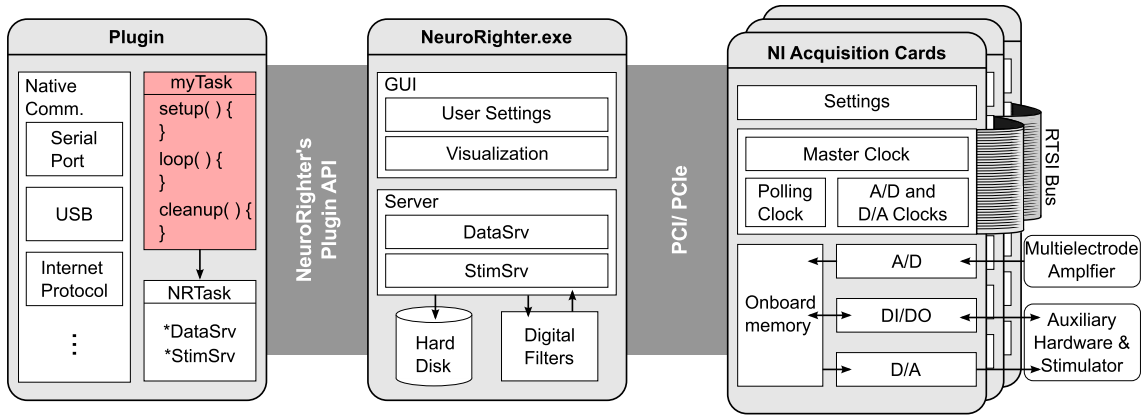 Plugin
Native
Comm.
Serial
Port
USB
Internet
Protocol
...
myTask
setup( ) {
}
loop( ) {
}
cleanup( ) {
}
NRTask
*DataSrv
*StimSrv
NeuroRighter's
Plugin API
NeuroRighter.exe
GUI
User Settings
Visualization
Server
DataSrv
StimSrv
Hard
Disk
Digital
Filters
PCI/ PCIe
NI Acquisition Cards
Settings
Master Clock
Polling
Clock
A/D and
D/A Clocks
Onboard
memory
A/D
DI/DO
D/A
RTSI Bus
Multielectrode
Amplfier
Auxiliary
Hardware &
Stimulator